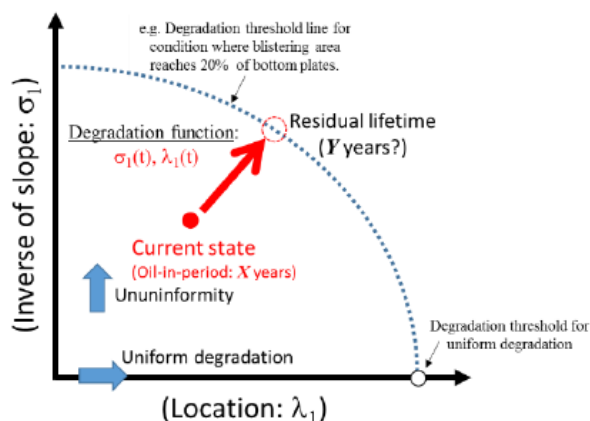 e.g. Degradation threshold line for
condition where blistering area
reaches 20% of bottom plates.
(Inverse of slope: σ1)
Degradation function:
σ1(t), λ1(t)
Residual lifetime
(Y years?)
Current state
(Oil-in-period: X years)
Ununinformity
Degradation threshold for
uniform degradation
Uniform degradation
(Location: λ1)